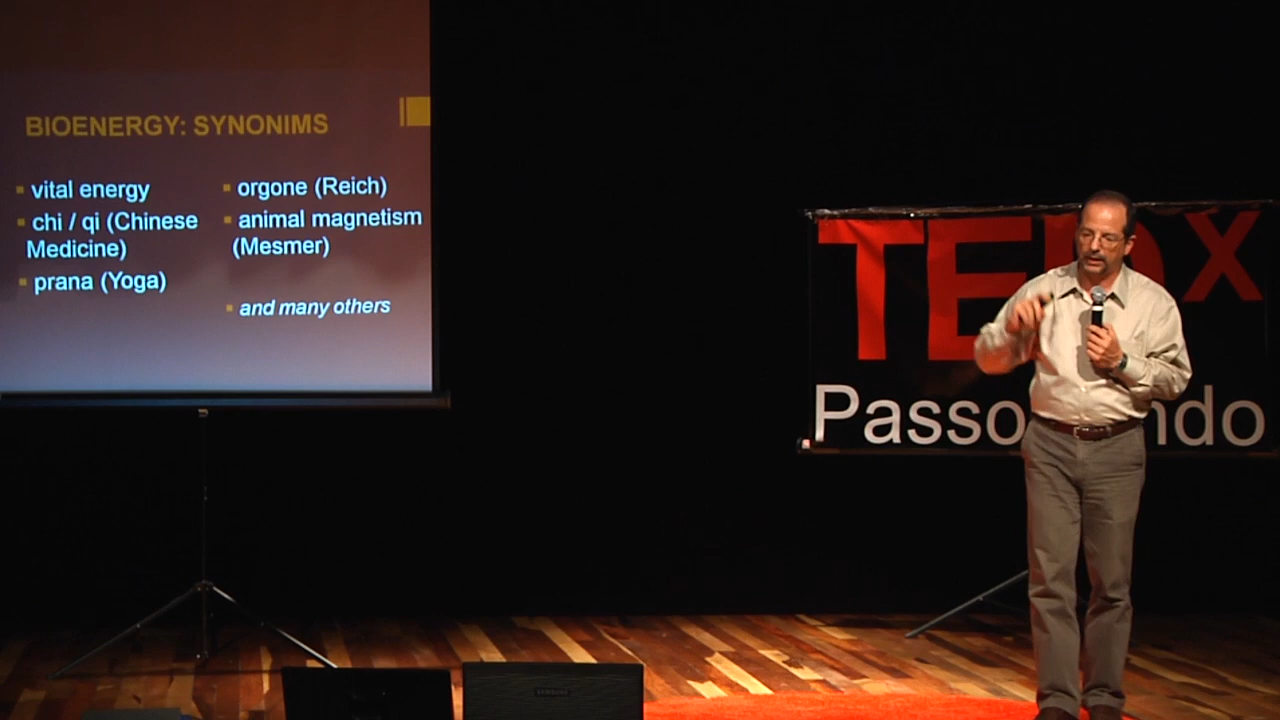 BIOENERGY: SYNONIMS
vital energy
chi / qi (Chinese
Medicine)
prana (Yoga)
orgone (Reich)
animal magnetism
(Mesmer)
and many others
TEDx
Passo ndo
SAMSUNG